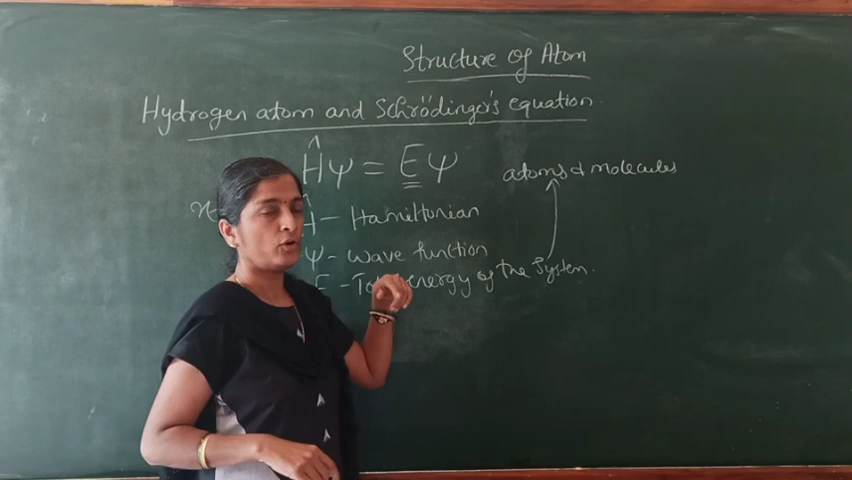 Structure of Atom
Hydrogen atom and Schrödinger's equation.
Ĥψ = Eψ
atoms & molecules
Ĥ - Hamiltonian
ψ - wave function
E - energy of the System.